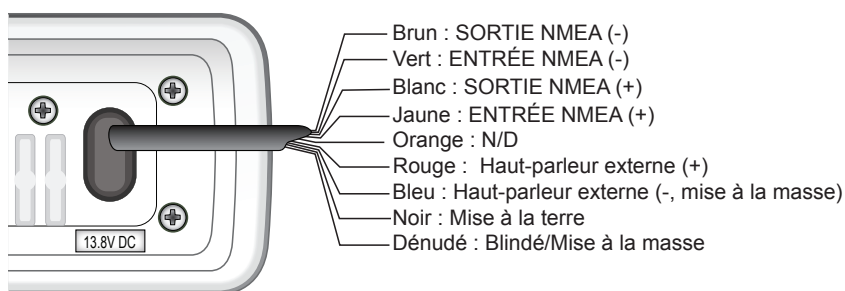 Brun : SORTIE NMEA (-)
Vert : ENTRÉE NMEA (-)
Blanc : SORTIE NMEA (+)
Jaune : ENTRÉE NMEA (+)
Orange : N/D
Rouge :  Haut-parleur externe (+)
Bleu : Haut-parleur externe (-, mise à la masse)
Noir : Mise à la terre
Dénudé : Blindé/Mise à la masse
13.8V DC